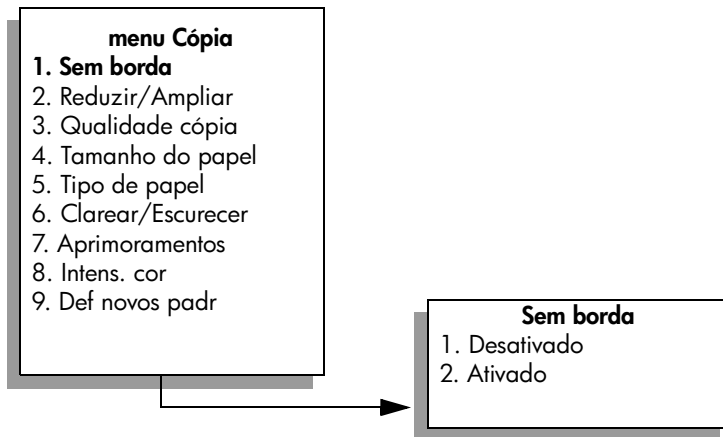 menu Cópia
1. Sem borda
2. Reduzir/Ampliar
3. Qualidade cópia
4. Tamanho do papel
5. Tipo de papel
6. Clarear/Escurecer
7. Aprimoramentos
8. Intens. cor
9. Def novos padr
Sem borda
1. Desativado
2. Ativado